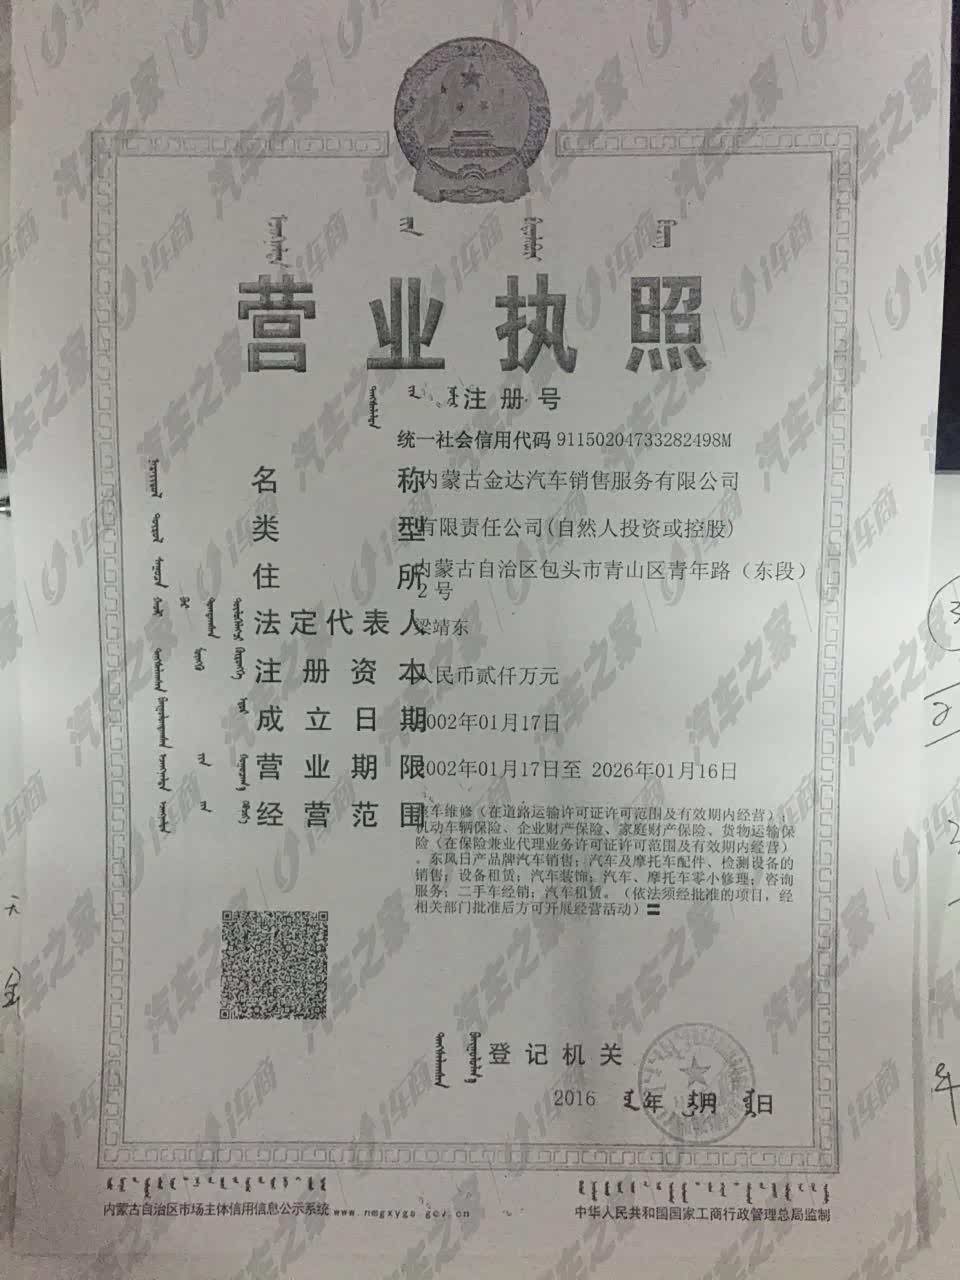 营业执照
注册号
统一社会信用代码 91150204733282498M
名称 内蒙古金达汽车销售服务有限公司
类型 有限责任公司(自然人投资或控股)
住所 内蒙古自治区包头市青山区青年路（东段）
2号
法定代表人 梁靖东
注册资本 人民币贰仟万元
成立日期 2002年01月17日
营业期限 2002年01月17日至 2026年01月16日
经营范围 汽车维修（在道路运输许可证许可范围及有效期内经营）；
机动车辆保险、企业财产保险、家庭财产保险、货物运输保
险（在保险兼业代理业务许可证许可范围及有效期内经营）
。东风日产品牌汽车销售；汽车及摩托车配件、检测设备的
销售；设备租赁；汽车装饰；汽车、摩托车零小修理；咨询
服务；二手车经销；汽车租赁。（依法须经批准的项目，经
相关部门批准后方可开展经营活动）
登记机关
2016 年 月 日
内蒙古自治区市场主体信用信息公示系统 www.nmgxygs.gov.cn
中华人民共和国国家工商行政管理总局监制
汽车之家
i车商